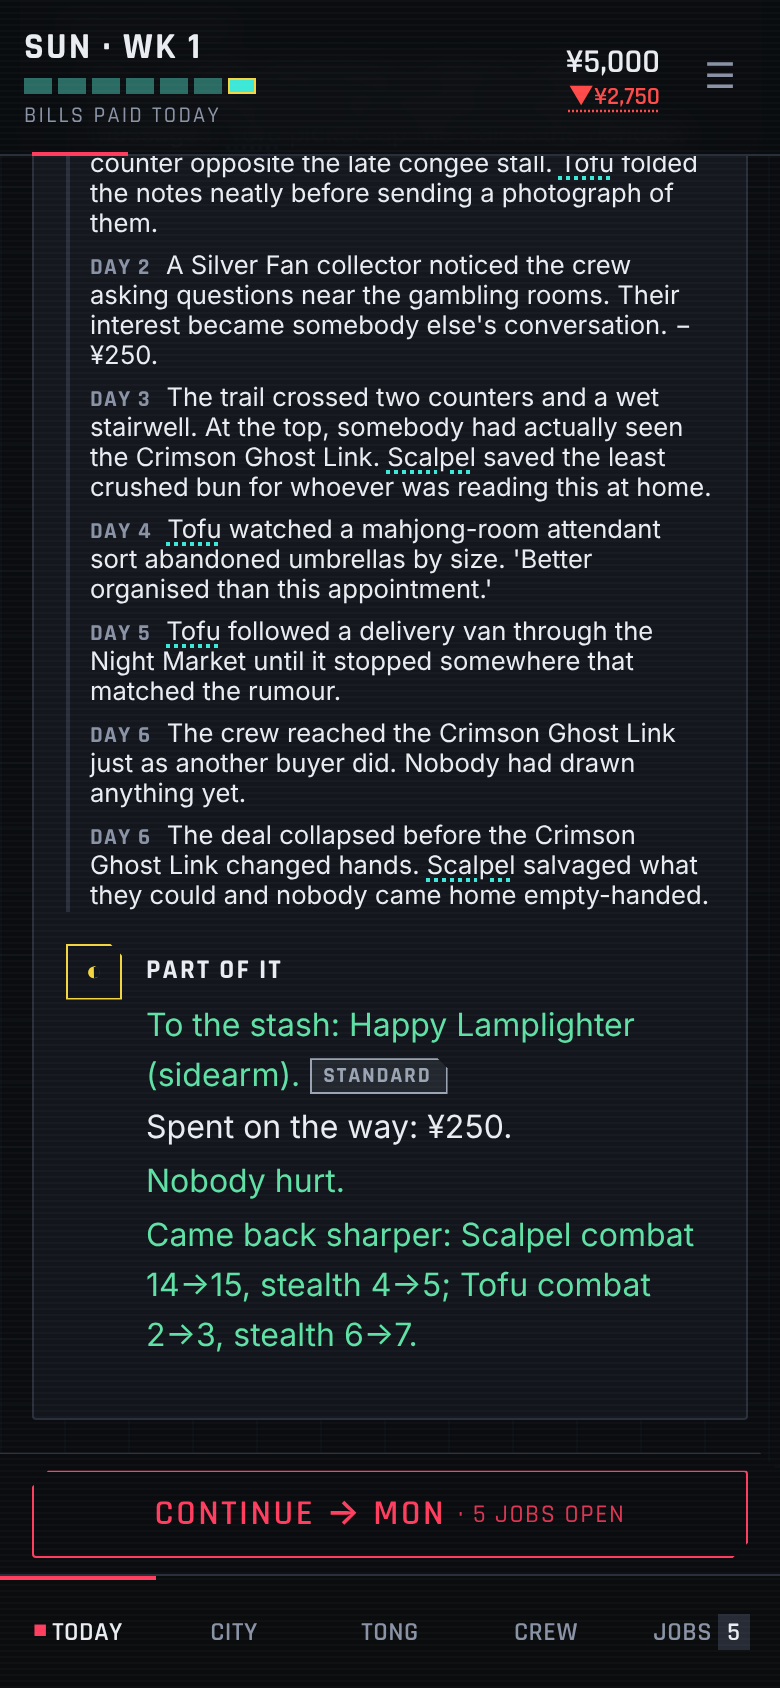 SUN · WK 1
¥5,000
▼¥2,750
BILLS PAID TODAY
counter opposite the late congee stall. Tofu folded
the notes neatly before sending a photograph of
them.
DAY 2 A Silver Fan collector noticed the crew
asking questions near the gambling rooms. Their
interest became somebody else's conversation. –
¥250.
DAY 3 The trail crossed two counters and a wet
stairwell. At the top, somebody had actually seen
the Crimson Ghost Link. Scalpel saved the least
crushed bun for whoever was reading this at home.
DAY 4 Tofu watched a mahjong-room attendant
sort abandoned umbrellas by size. 'Better
organised than this appointment.'
DAY 5 Tofu followed a delivery van through the
Night Market until it stopped somewhere that
matched the rumour.
DAY 6 The crew reached the Crimson Ghost Link
just as another buyer did. Nobody had drawn
anything yet.
DAY 6 The deal collapsed before the Crimson
Ghost Link changed hands. Scalpel salvaged what
they could and nobody came home empty-handed.
PART OF IT
To the stash: Happy Lamplighter
(sidearm). STANDARD
Spent on the way: ¥250.
Nobody hurt.
Came back sharper: Scalpel combat
14→15, stealth 4→5; Tofu combat
2→3, stealth 6→7.
CONTINUE → MON · 5 JOBS OPEN
TODAY CITY TONG CREW JOBS 5